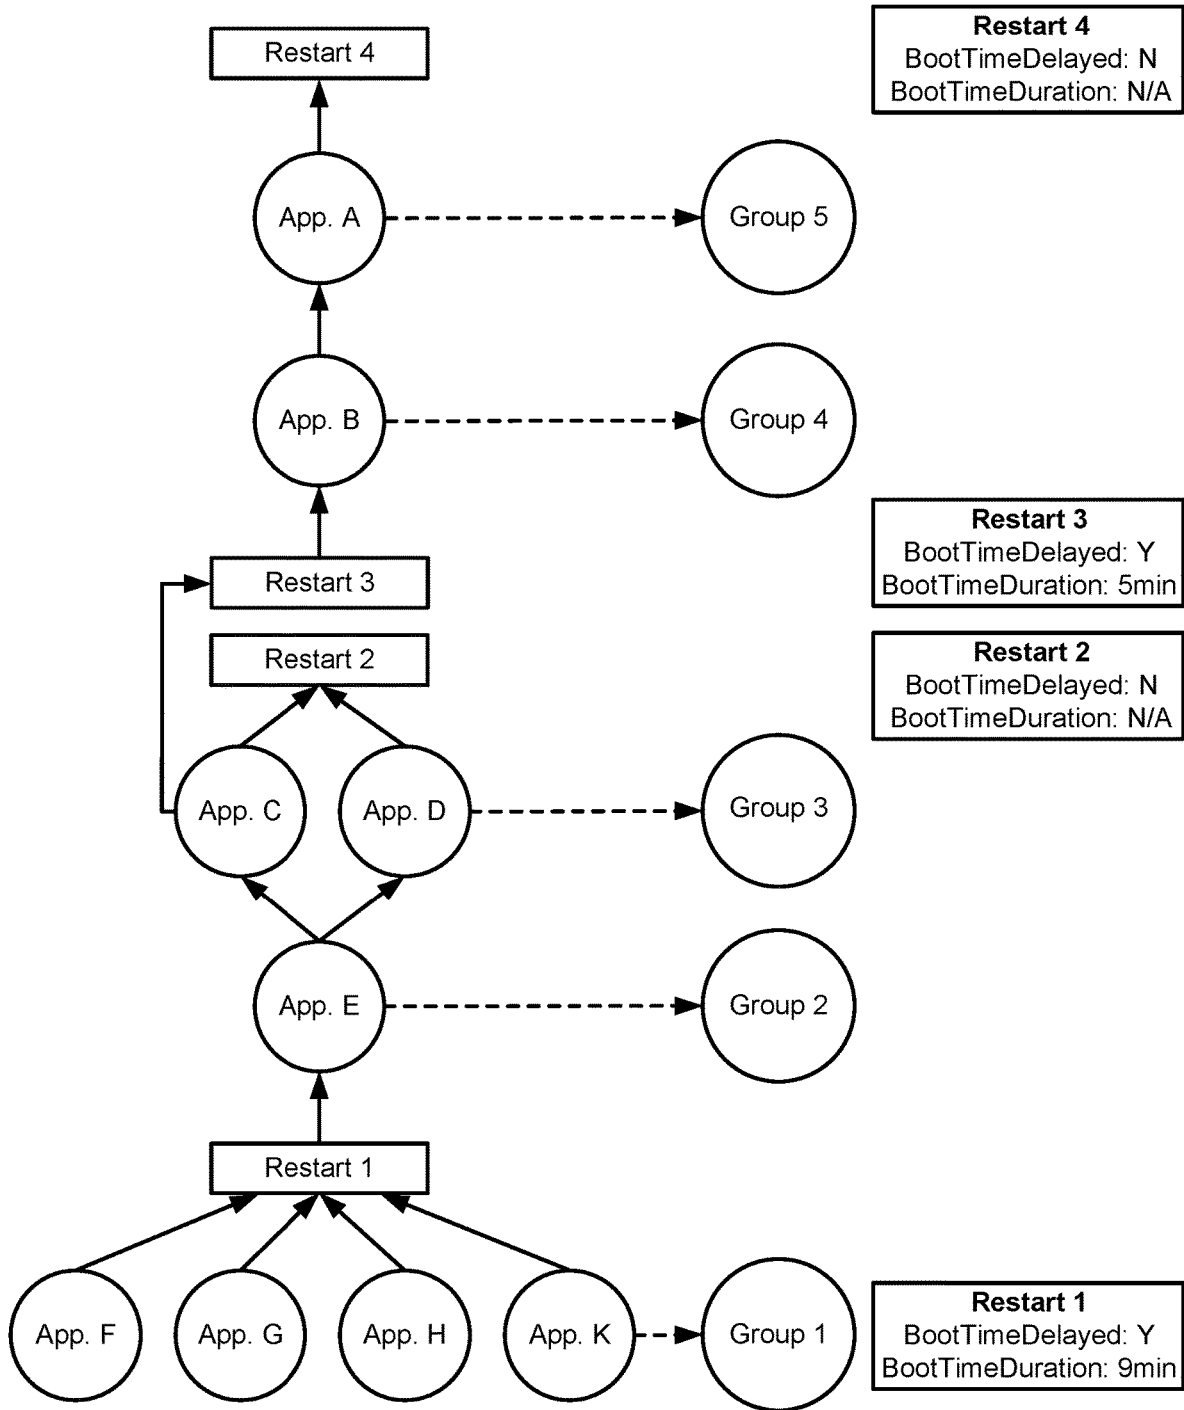 Restart 4
Restart 4
BootTimeDelayed: N
BootTimeDuration: N/A
App. A
Group 5
App. B
Group 4
Restart 3
BootTimeDelayed: Y
BootTimeDuration: 5min
Restart 3
Restart 2
Restart 2
BootTimeDelayed: N
BootTimeDuration: N/A
App. C
App. D
Group 3
App. E
Group 2
Restart 1
App. F
App. G
App. H
App. K
Group 1
Restart 1
BootTimeDelayed: Y
BootTimeDuration: 9min